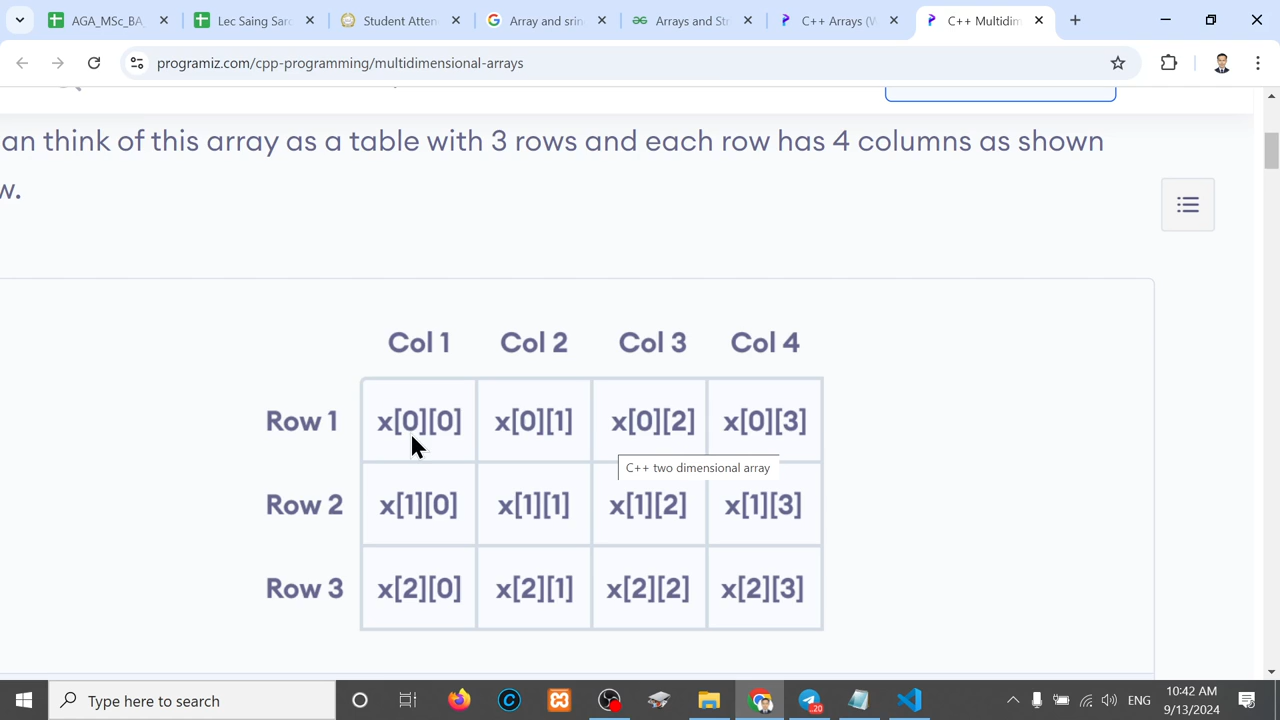 AGA_MSc_BA_
Lec Saing Saro
Student Atten
Array and srin
Arrays and Str
C++ Arrays (W
C++ Multidim
programiz.com/cpp-programming/multidimensional-arrays
an think of this array as a table with 3 rows and each row has 4 columns as shown
w.
Col 1 Col 2 Col 3 Col 4
Row 1 x[0][0] x[0][1] x[0][2] x[0][3]
C++ two dimensional array
Row 2 x[1][0] x[1][1] x[1][2] x[1][3]
Row 3 x[2][0] x[2][1] x[2][2] x[2][3]
Type here to search
20
ENG
10:42 AM
9/13/2024